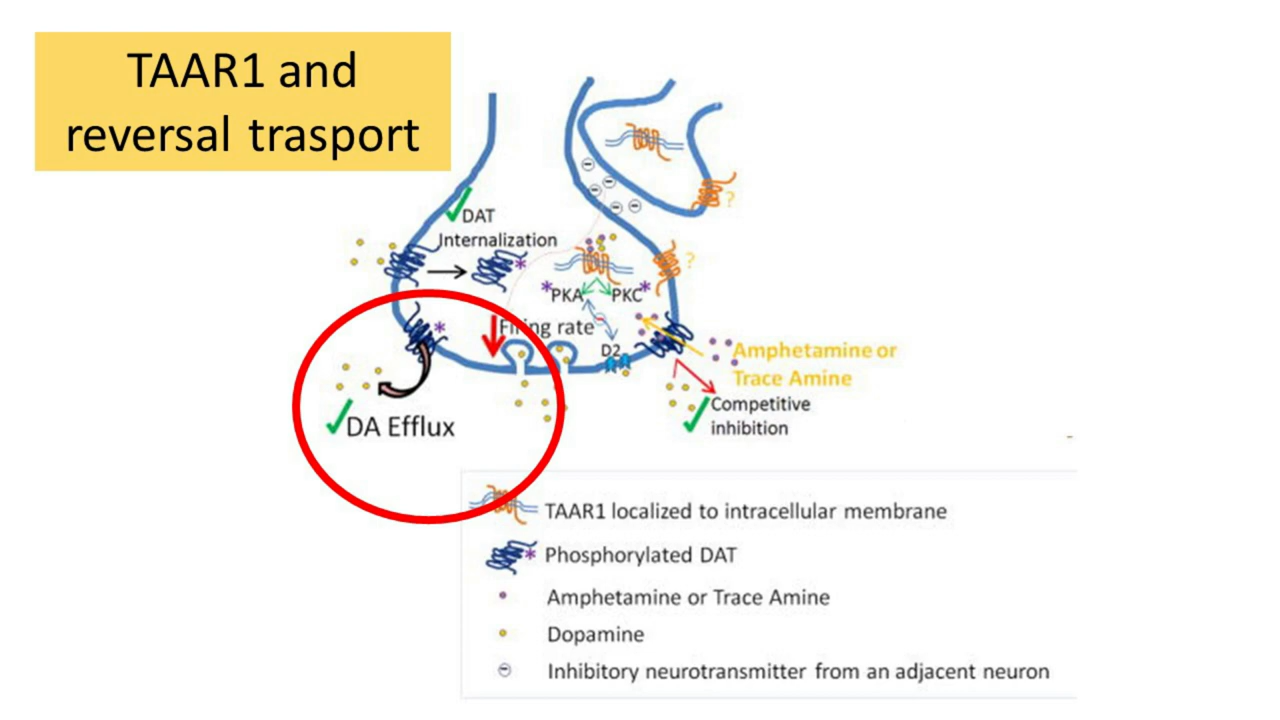 TAAR1 and
reversal trasport
DAT
Internalization
*
*PKA
PKC*
?
?
*
Firing rate
D2
Amphetamine or
Trace Amine
Competitive
inhibition
DA Efflux
TAAR1 localized to intracellular membrane
* Phosphorylated DAT
Amphetamine or Trace Amine
Dopamine
Inhibitory neurotransmitter from an adjacent neuron